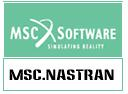 MSC SOFTWARE
SIMULATING REALITY
MSC.NASTRAN